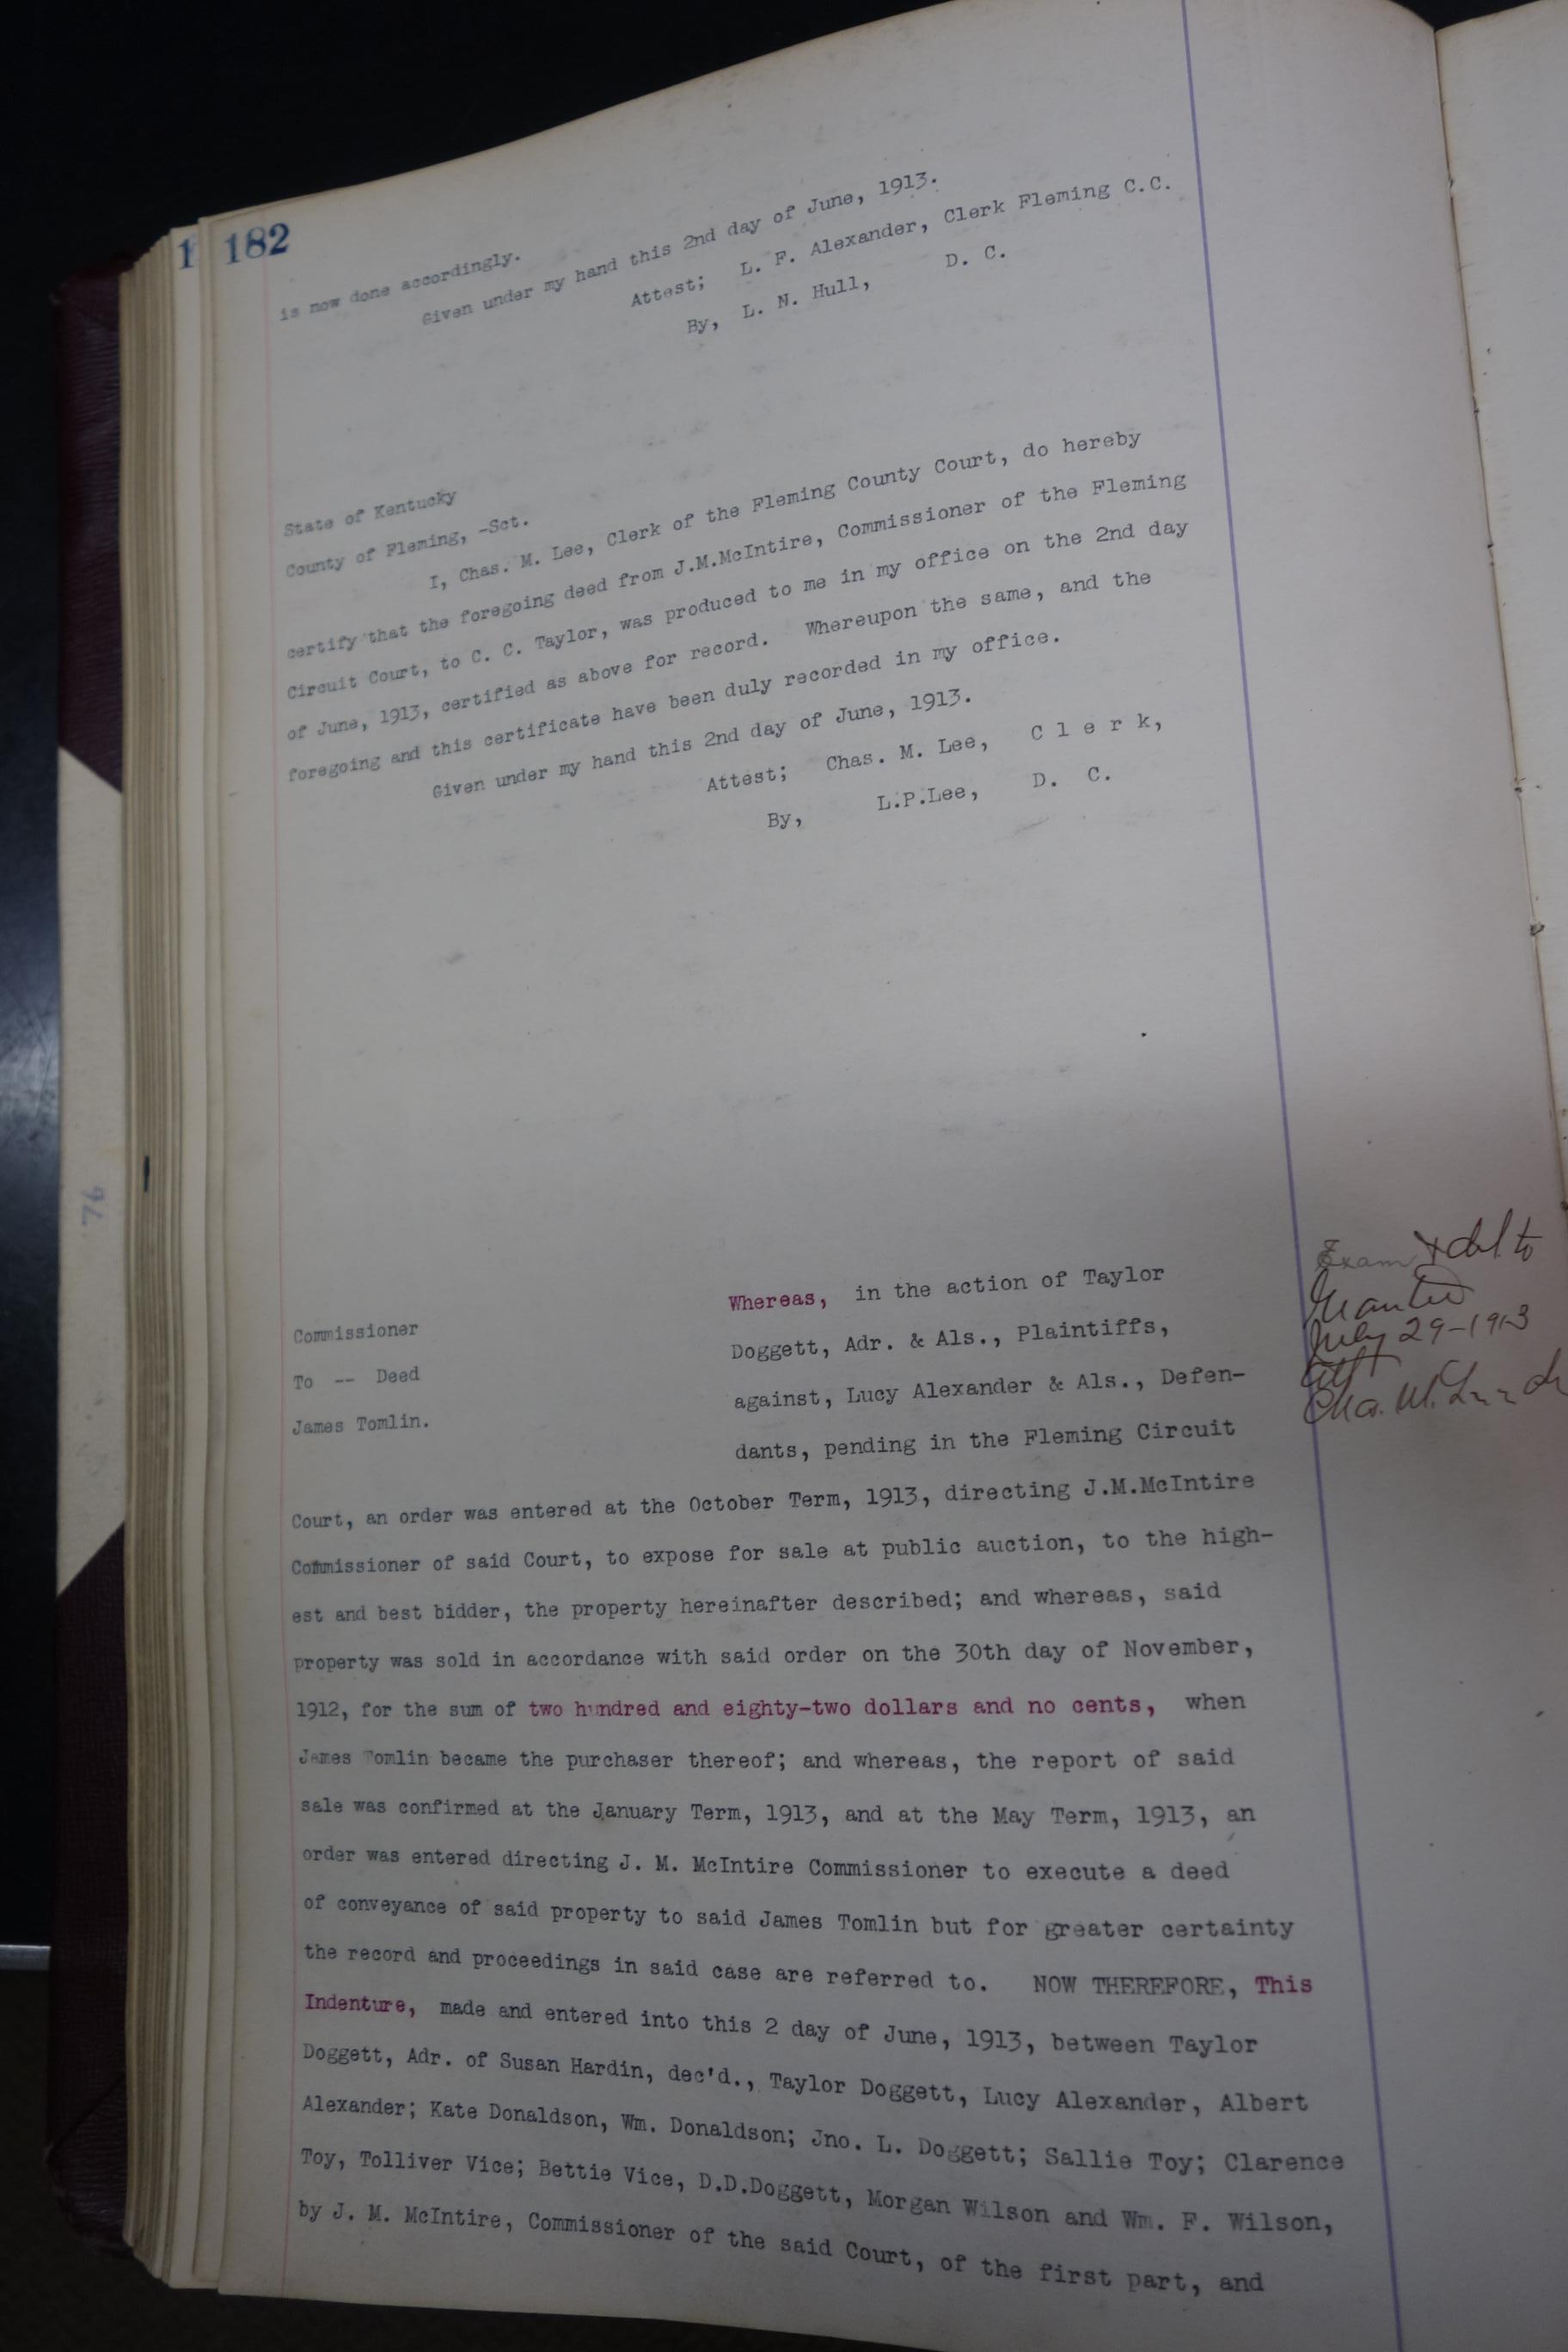 182
is now done accordingly.
Given under my hand this 2nd day of June, 1913.
Attest; L. F. Alexander, Clerk Fleming C.C.
By, L. N. Hull, D. C.
State of Kentucky
County of Fleming, -Sct.
I, Chas. M. Lee, Clerk of the Fleming County Court, do hereby
certify that the foregoing deed from J.M.McIntire, Commissioner of the Fleming
Circuit Court, to C. C. Taylor, was produced to me in my office on the 2nd day
of June, 1913, certified as above for record. Whereupon the same, and the
foregoing and this certificate have been duly recorded in my office.
Given under my hand this 2nd day of June, 1913.
Attest; Chas. M. Lee, C l e r k,
By, L.P.Lee, D. C.
Commissioner
To -- Deed
James Tomlin.
Whereas, in the action of Taylor
Doggett, Adr. & Als., Plaintiffs,
against, Lucy Alexander & Als., Defen-
dants, pending in the Fleming Circuit
Court, an order was entered at the October Term, 1913, directing J.M.McIntire
Commissioner of said Court, to expose for sale at public auction, to the high-
est and best bidder, the property hereinafter described; and whereas, said
property was sold in accordance with said order on the 30th day of November,
1912, for the sum of two hundred and eighty-two dollars and no cents, when
James Tomlin became the purchaser thereof; and whereas, the report of said
sale was confirmed at the January Term, 1913, and at the May Term, 1913, an
order was entered directing J. M. McIntire Commissioner to execute a deed
of conveyance of said property to said James Tomlin but for greater certainty
the record and proceedings in said case are referred to. NOW THEREFORE, This
Indenture, made and entered into this 2 day of June, 1913, between Taylor
Doggett, Adr. of Susan Hardin, dec'd., Taylor Doggett, Lucy Alexander, Albert
Alexander; Kate Donaldson, Wm. Donaldson; Jno. L. Doggett; Sallie Toy; Clarence
Toy, Tolliver Vice; Bettie Vice, D.D.Doggett, Morgan Wilson and Wm. F. Wilson,
by J. M. McIntire, Commissioner of the said Court, of the first part, and
Exam & del. to
Grantee
July 29-1913
Att
Chas. M. Lee